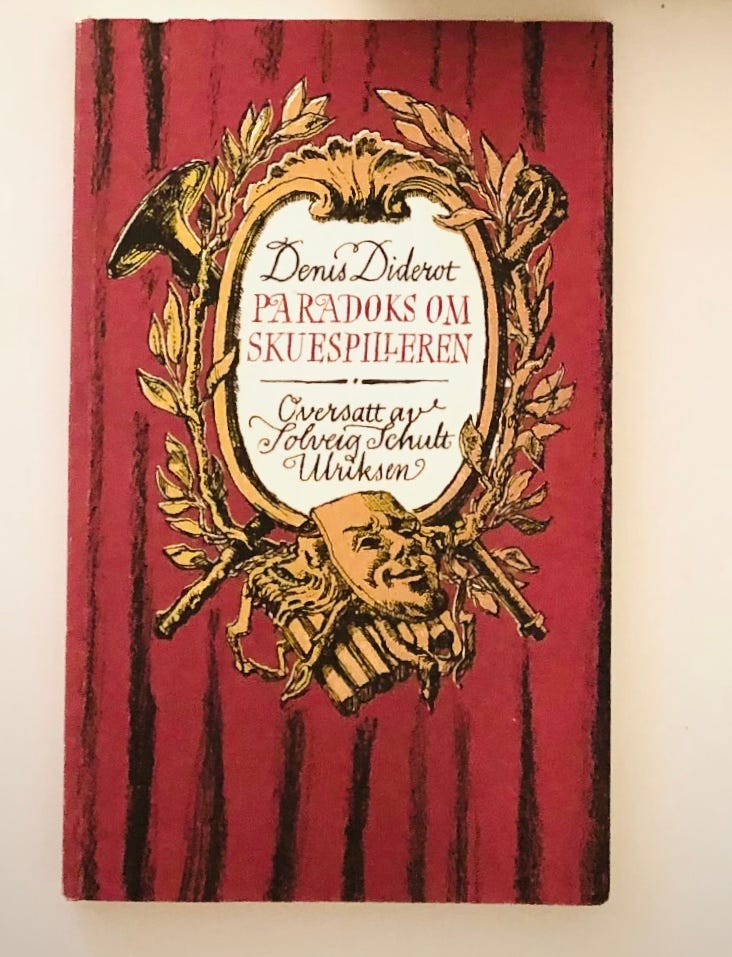 Denis Diderot
PARADOKS OM
SKUESPILLEREN
Oversatt av
Solveig Schult
Ulriksen